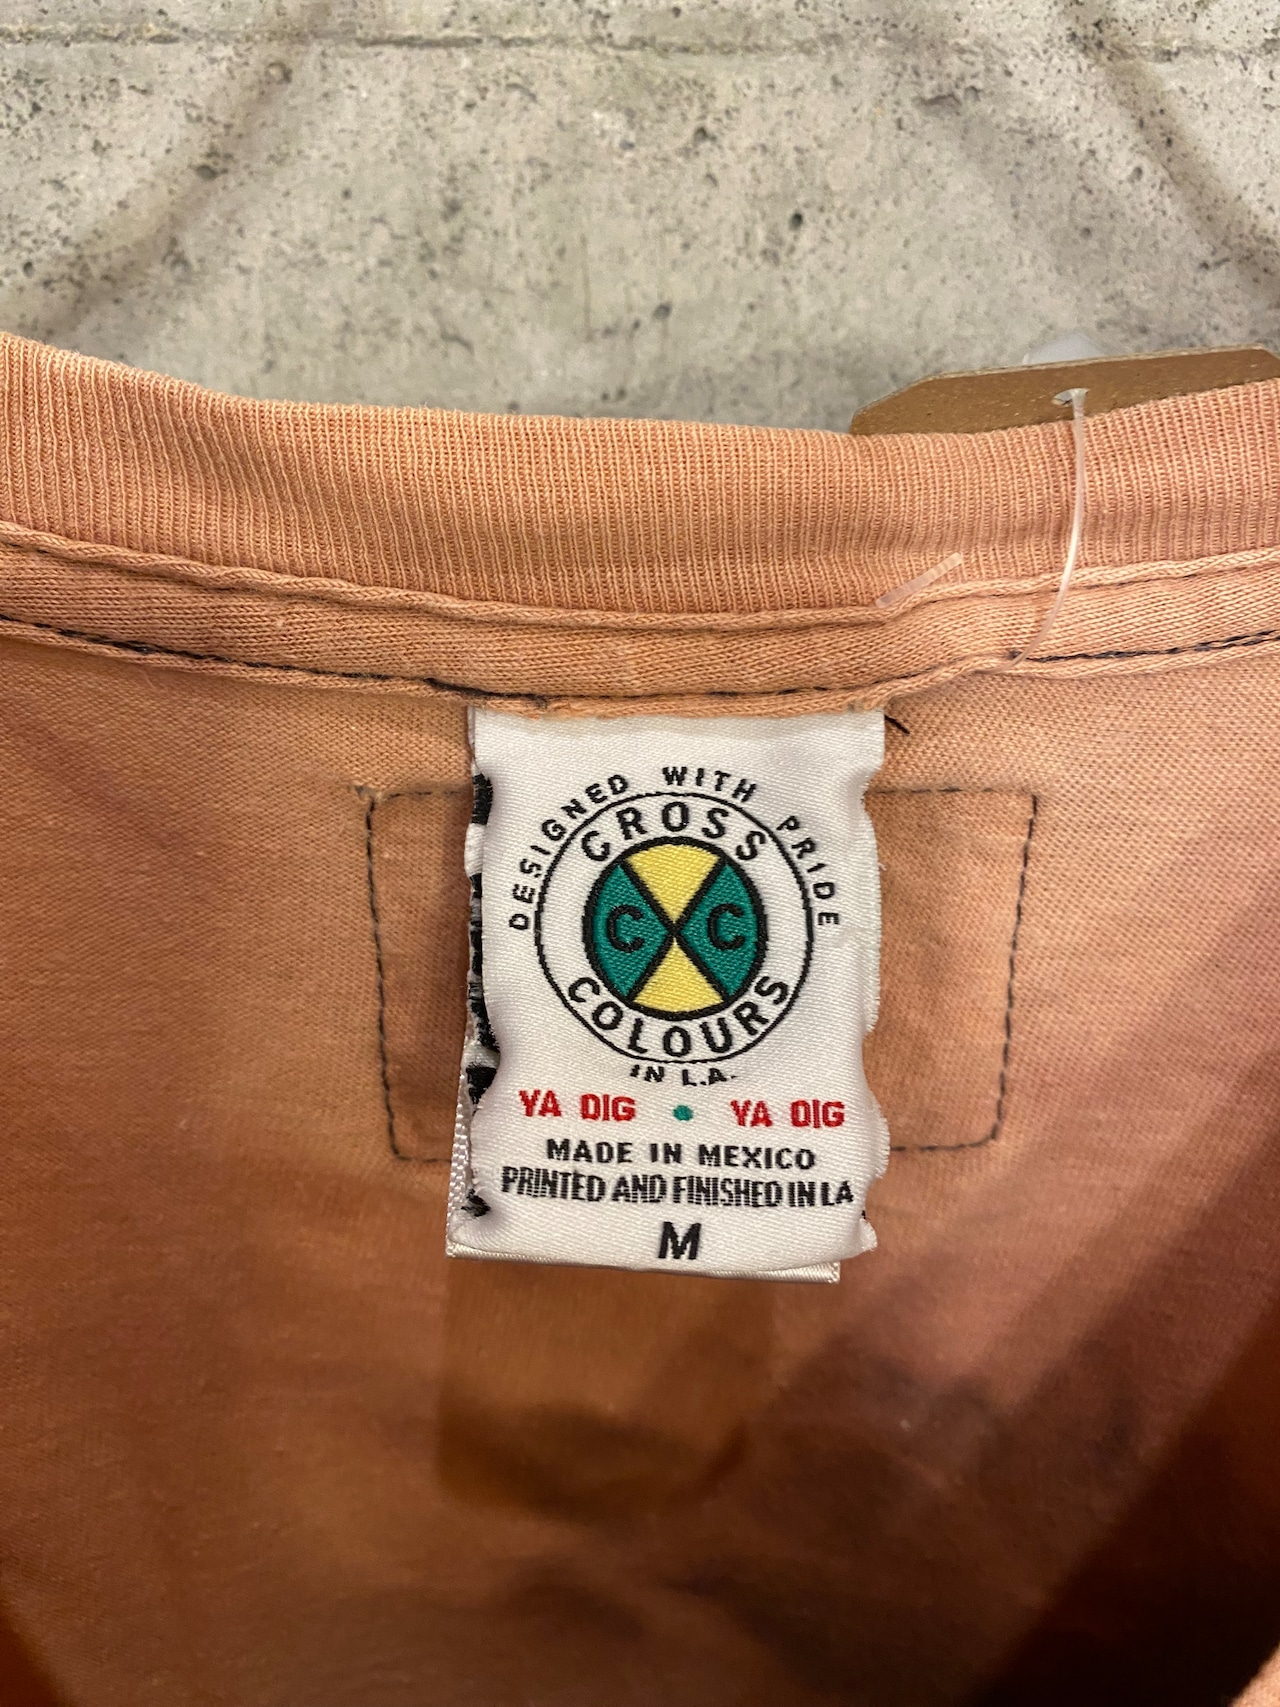 DESIGNED WITH PRIDE
CROSS
C C
COLOURS
IN L.A.
YA DIG • YA DIG
MADE IN MEXICO
PRINTED AND FINISHED IN LA
M